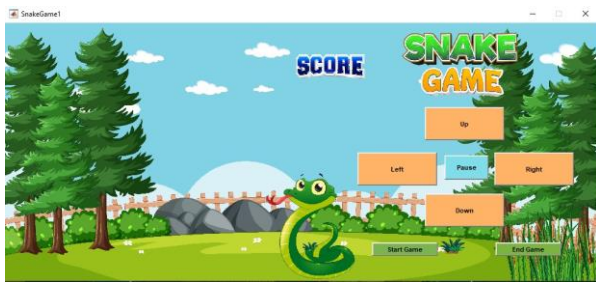 SnakeGame1
SCORE
SNAKE
GAME
Up
Left
Pause
Right
Down
Start Game
End Game